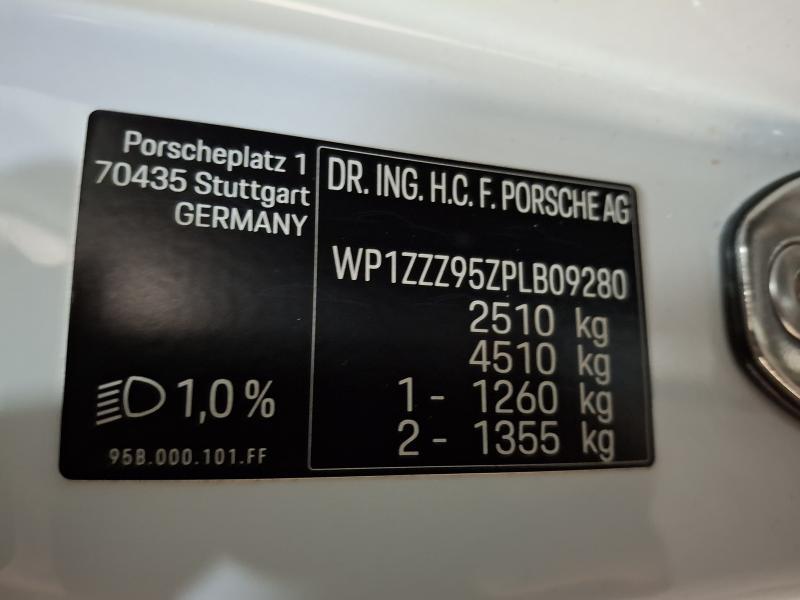 Porscheplatz 1
70435 Stuttgart
GERMANY
1,0 %
95B.000.101.FF
DR. ING. H.C. F. PORSCHE AG
WP1ZZZ95ZPLB09280
2510 kg
4510 kg
1 - 1260 kg
2 - 1355 kg